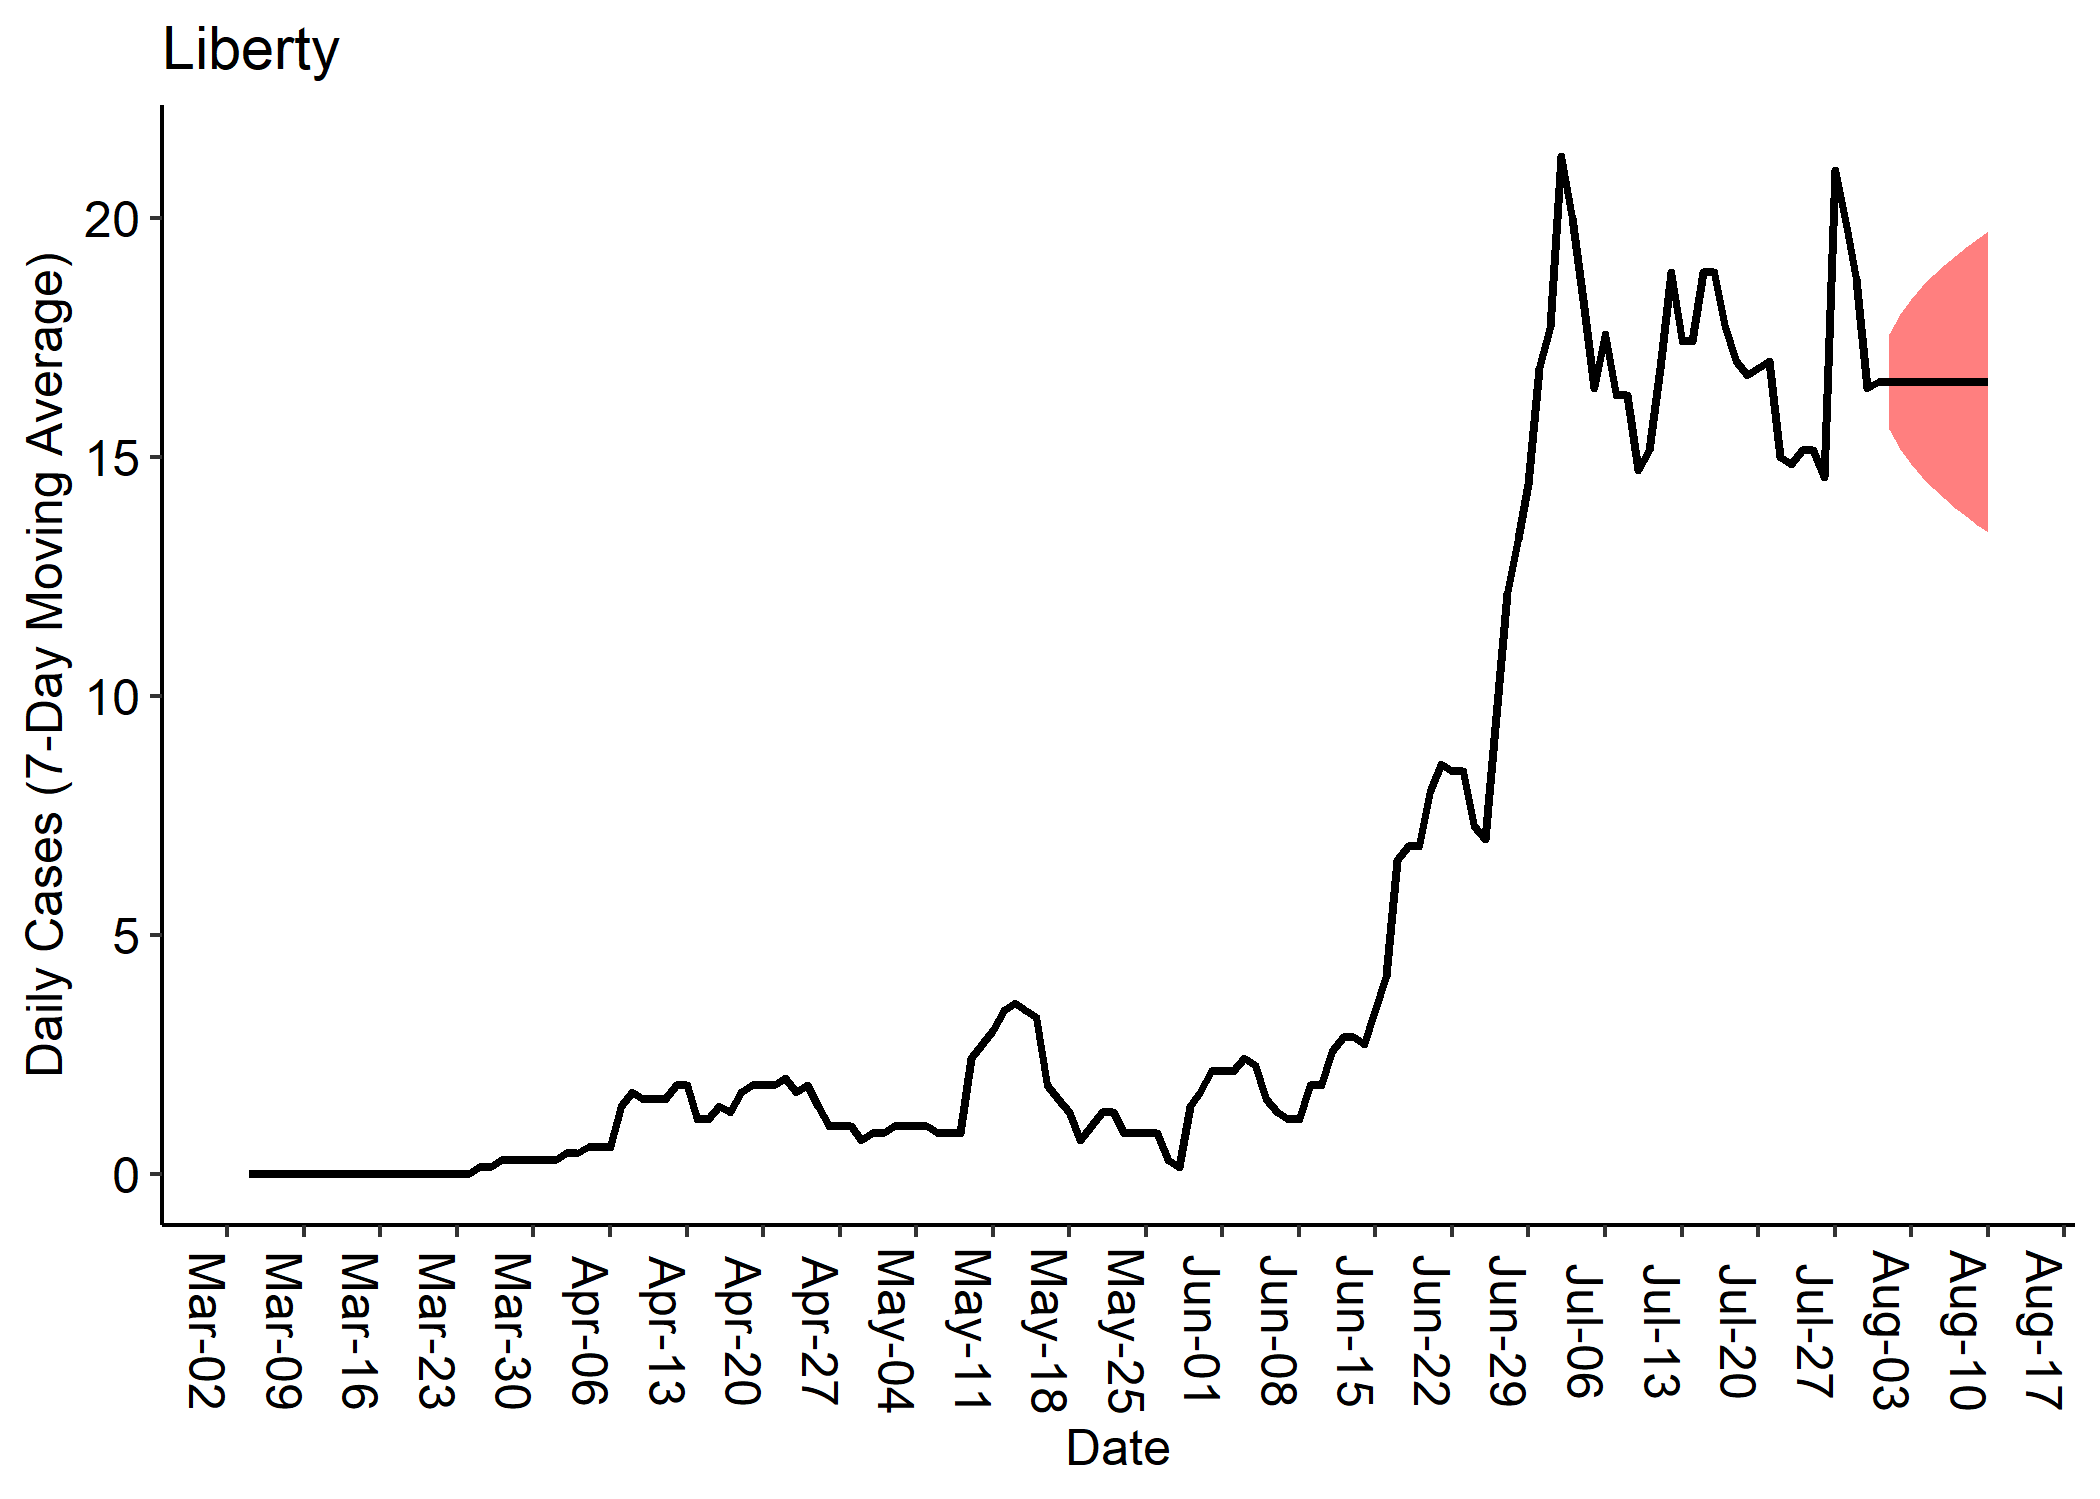 Liberty
Daily Cases (7-Day Moving Average)
20
15
10
5
0
Mar-02
Mar-09
Mar-16
Mar-23
Mar-30
Apr-06
Apr-13
Apr-20
Apr-27
May-04
May-11
May-18
May-25
Jun-01
Jun-08
Jun-15
Jun-22
Jun-29
Jul-06
Jul-13
Jul-20
Jul-27
Aug-03
Aug-10
Aug-17
Date